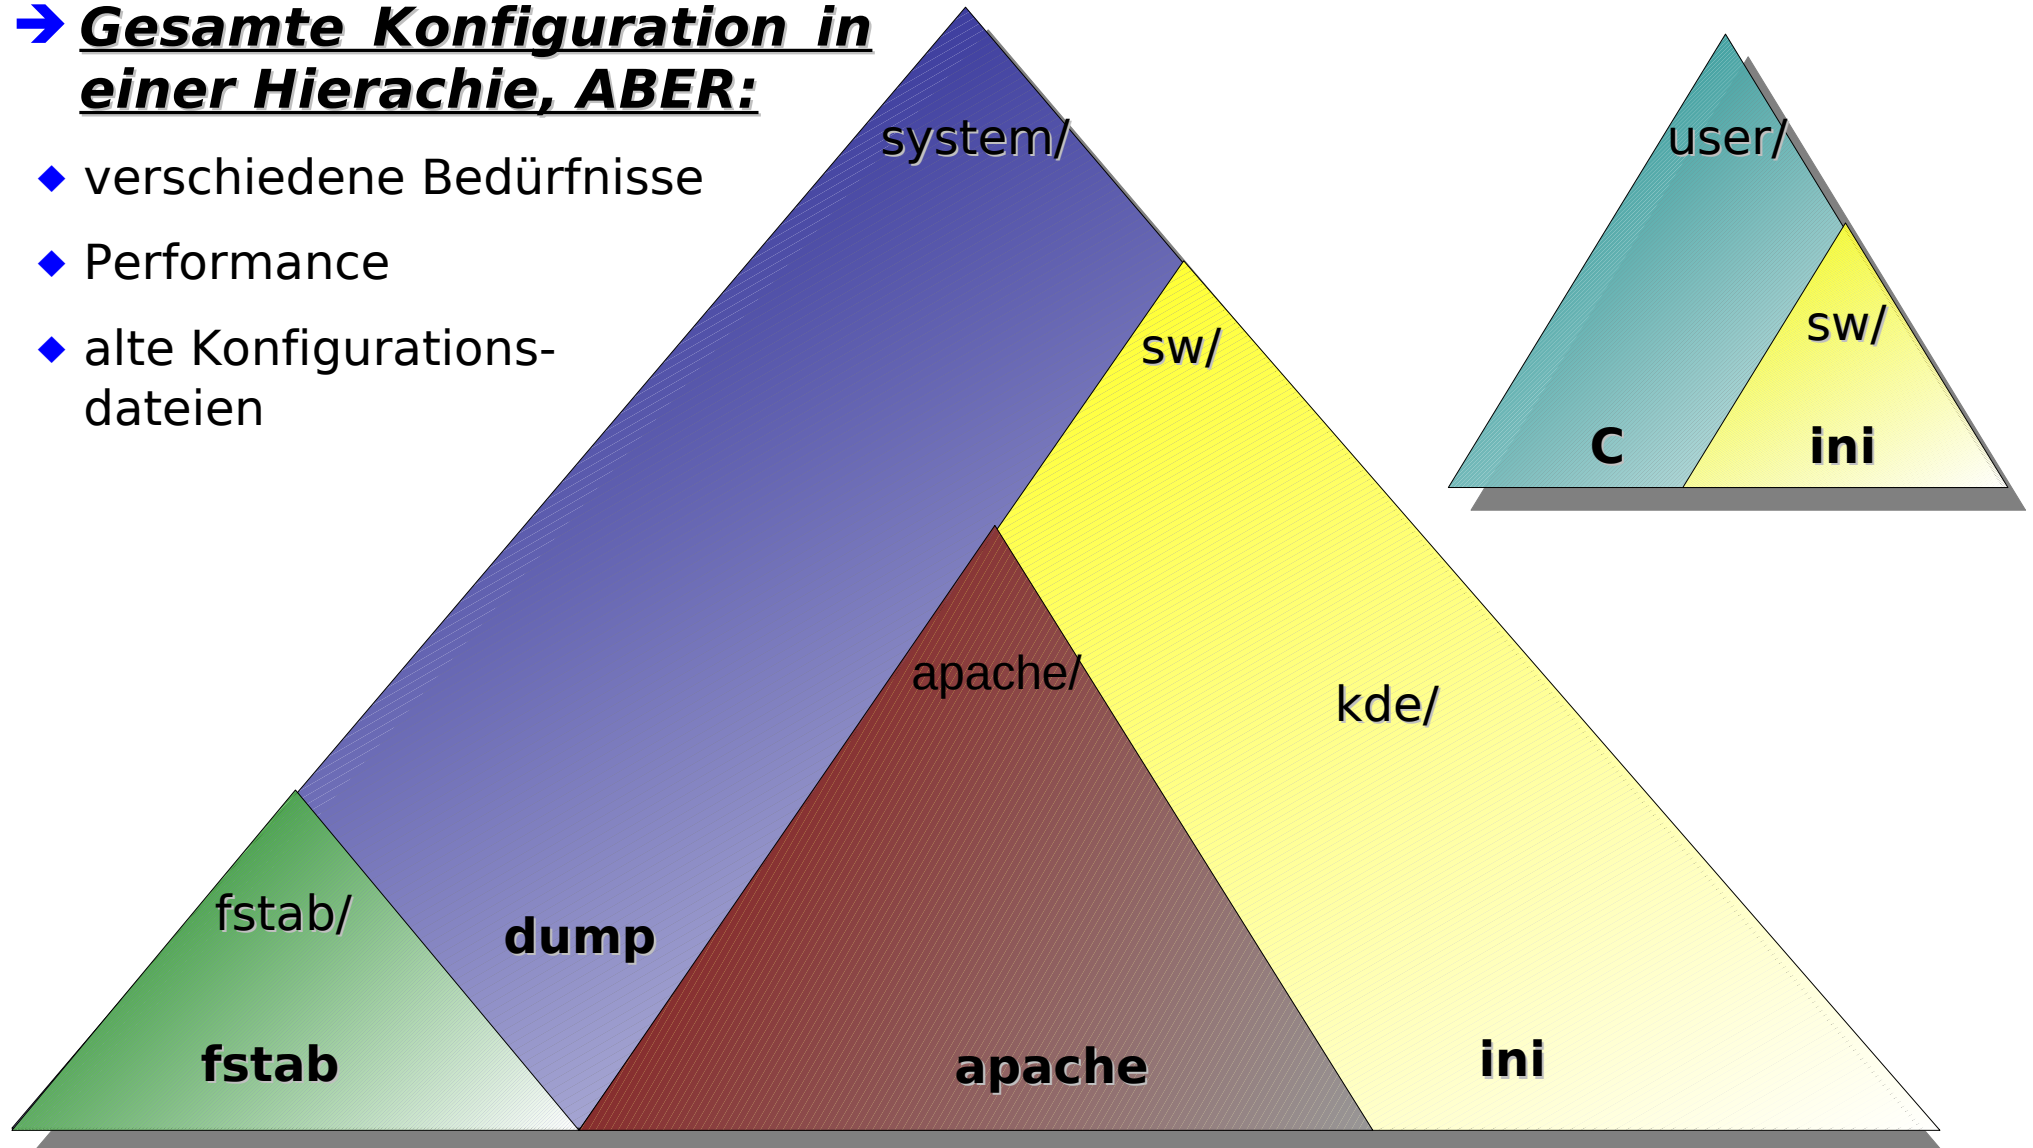 Gesamte Konfiguration in
einer Hierachie, ABER:
verschiedene Bedürfnisse
Performance
alte Konfigurations-
dateien
system/
sw/
apache/
kde/
fstab/
dump
fstab
apache
ini
user/
sw/
C
ini